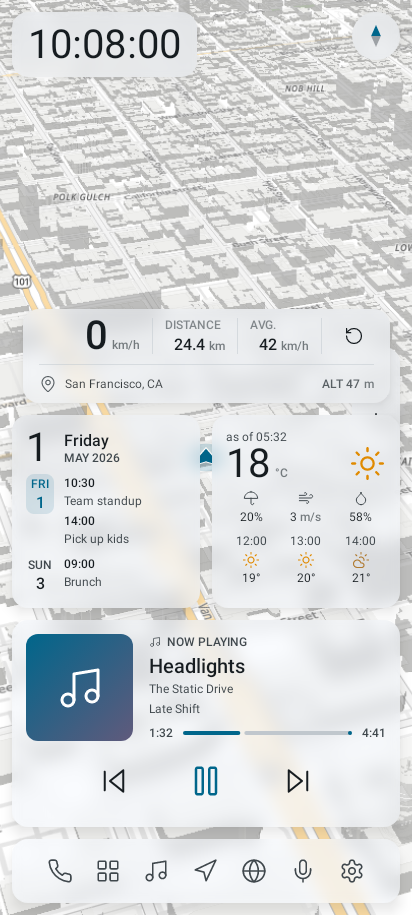 10:08:00
NOB HILL
POLK GULCH
101
0 km/h
DISTANCE
24.4 km
AVG.
42 km/h
San Francisco, CA
ALT 47 m
1
Friday
MAY 2026
FRI
1
10:30
Team standup
14:00
Pick up kids
SUN
3
09:00
Brunch
as of 05:32
18 °C
20%
3 m/s
58%
12:00
13:00
14:00
19°
20°
21°
Van
NOW PLAYING
Headlights
The Static Drive
Late Shift
1:32
4:41